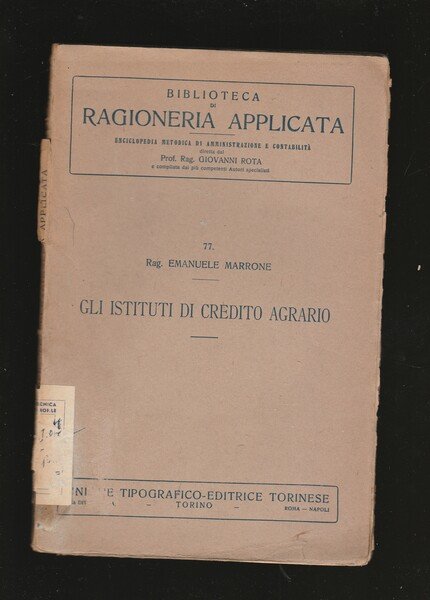 BIBLIOTECA
DI
RAGIONERIA APPLICATA
ENCICLOPEDIA METODICA DI AMMINISTRAZIONE E CONTABILITÀ
diretta dal
Prof. Rag. GIOVANNI ROTA
e compilata dai più competenti Autori specialisti
APPLICATA
77.
Rag. EMANUELE MARRONE
GLI ISTITUTI DI CREDITO AGRARIO
TIPOGRAFICO-EDITRICE TORINESE
- TORINO -
ROMA — NAPOLI